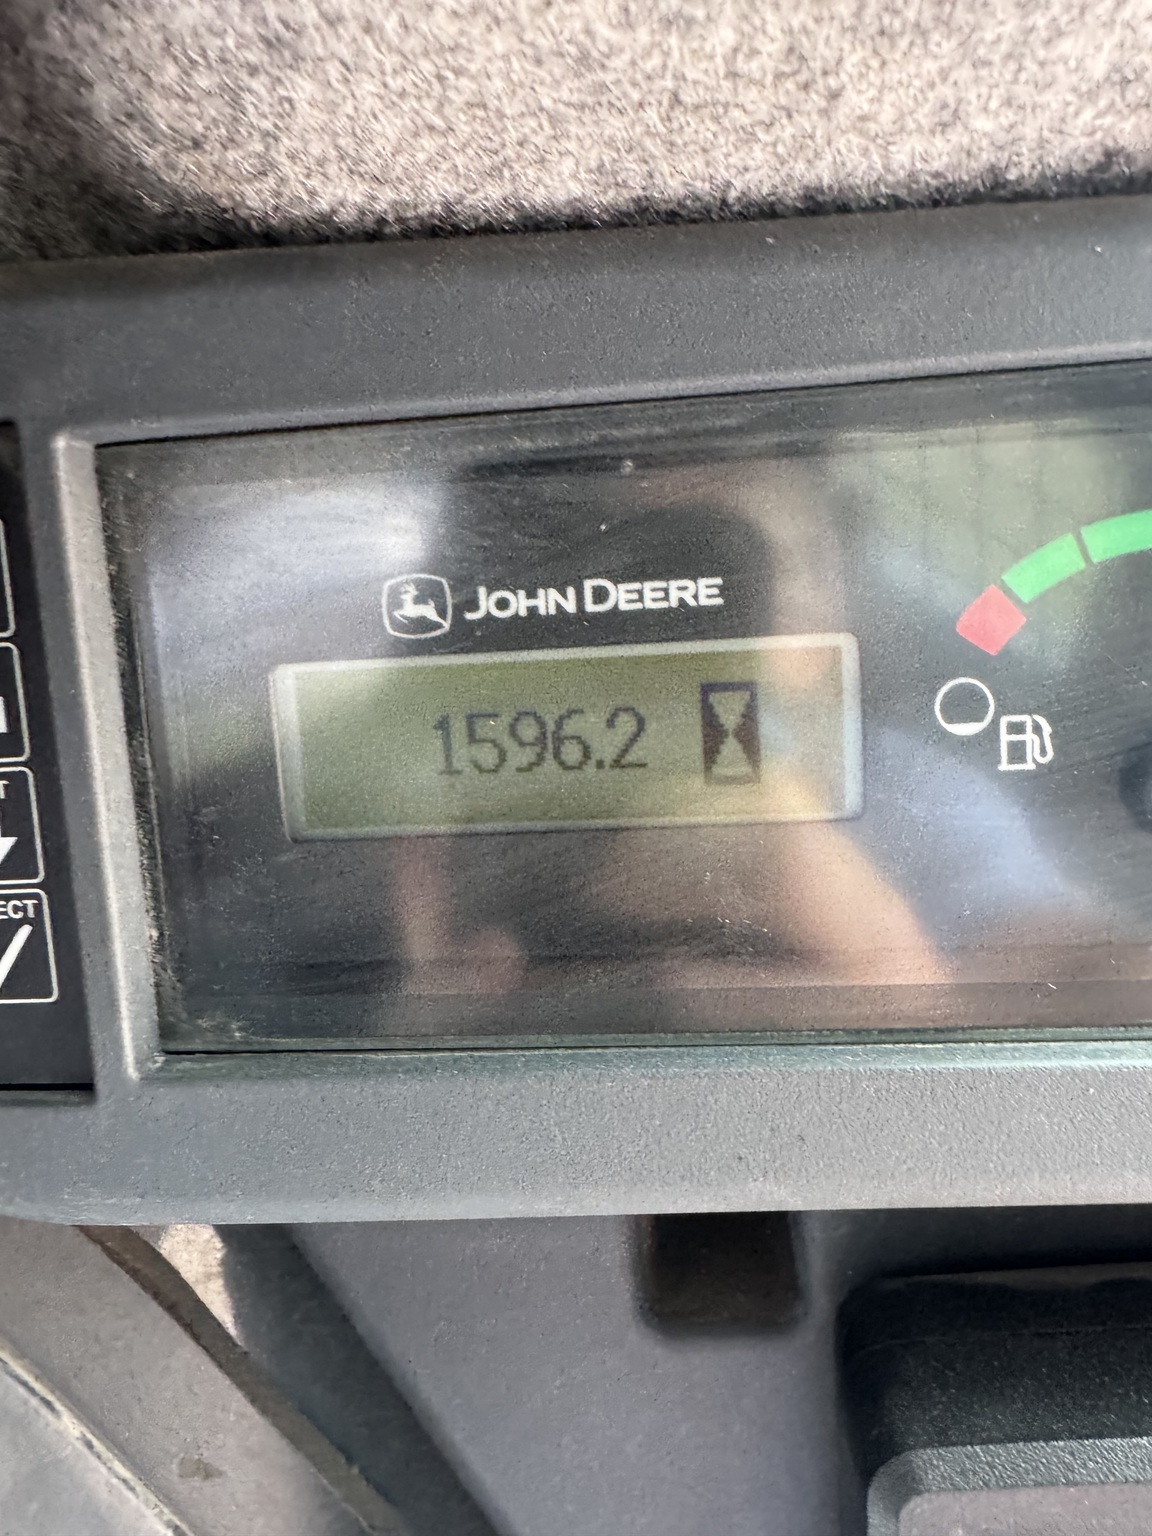 JOHN DEERE
1596.2
T
ECT